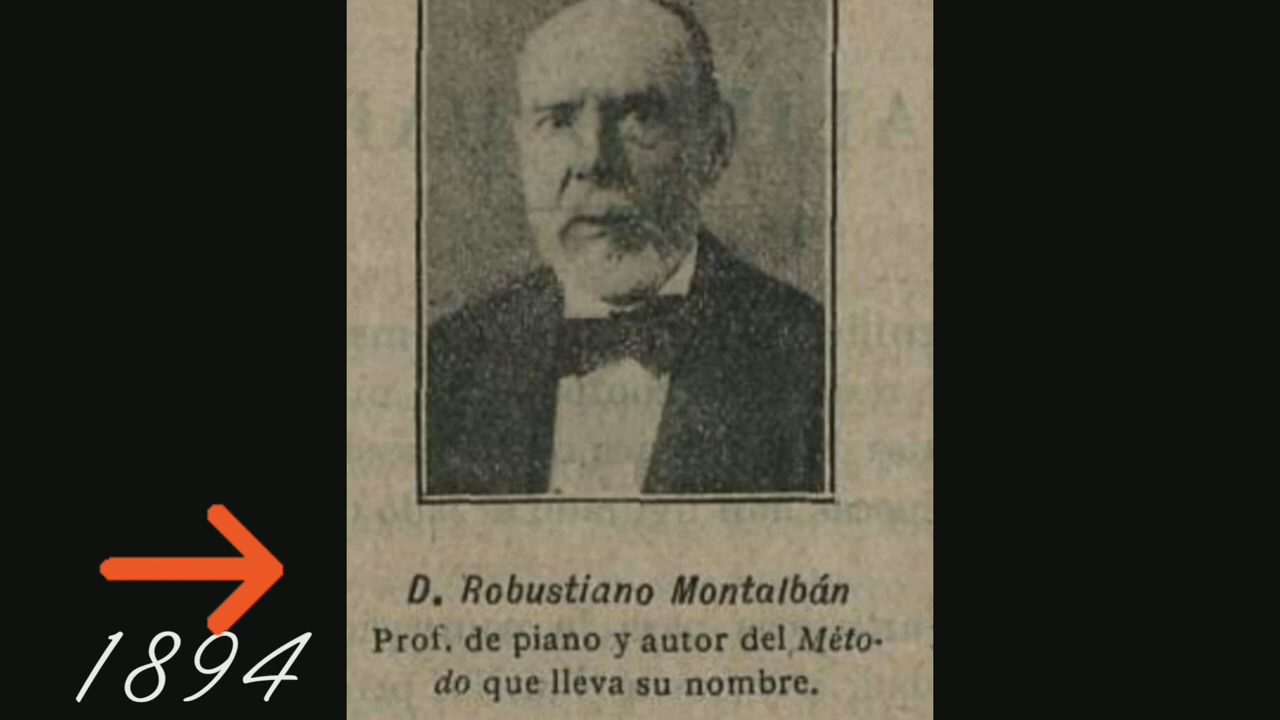 D. Robustiano Montalbán
Prof. de piano y autor del Méto-
do que lleva su nombre.
1894